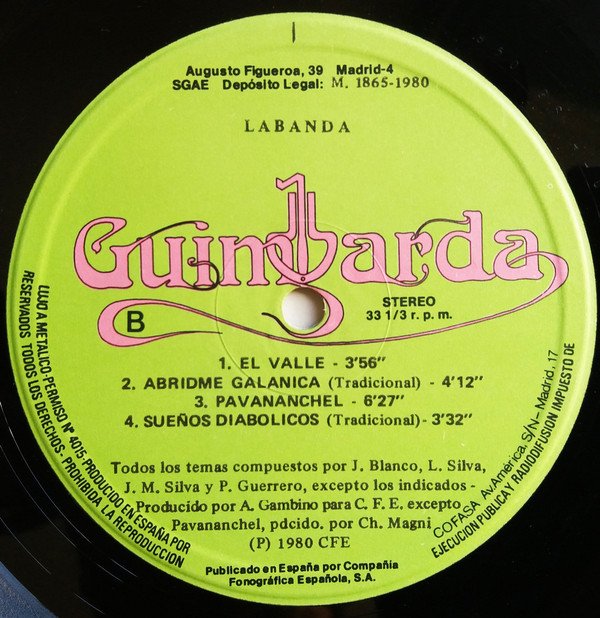 Augusto Figueroa, 39 Madrid-4
SGAE Depósito Legal: M. 1865-1980
LABANDA
Guimbarda
B
STEREO
33 1/3 r. p. m.
1. EL VALLE - 3'56"
2. ABRIDME GALANICA (Tradicional) - 4'12"
3. PAVANANCHEL - 6'27"
4. SUEÑOS DIABOLICOS (Tradicional) - 3'32"
Todos los temas compuestos por J. Blanco, L. Silva,
J. M. Silva y P. Guerrero, excepto los indicados -
Producido por A. Gambino para C. F. E. excepto
Pavananchel, pdcido. por Ch. Magni
(P) 1980 CFE
Publicado en España por Compañia
Fonográfica Española, S.A.
LUJO A METALICO-PERMISO Nº 4015-PRODUCIDO EN ESPAÑA POR
RESERVADOS TODOS LOS DERECHOS - PROHIBIDA LA REPRODUCCION
COFASA Av/América, S/N - Madrid, 17
EJECUCION PUBLICA Y RADIODIFUSION IMPUESTO DE